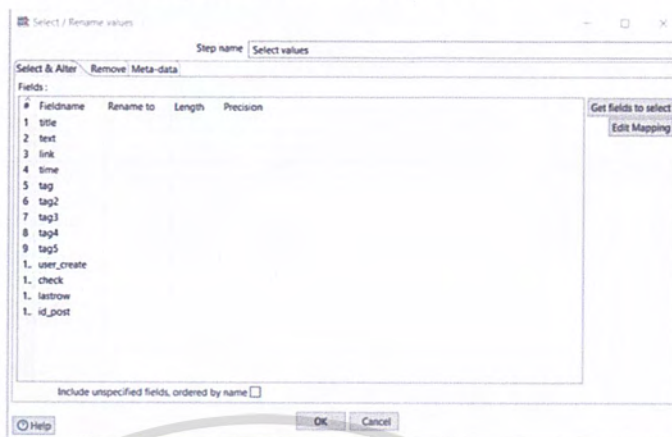 Select / Rename values
Step name Select values
Select & Alter Remove Meta-data
Fields :
# Fieldname Rename to Length Precision
Get fields to select
1 title
Edit Mapping
2 text
3 link
4 time
5 tag
6 tag2
7 tag3
8 tag4
9 tag5
1.. user_create
1.. check
1.. lastrow
1.. id_post
Include unspecified fields, ordered by name
Help OK Cancel